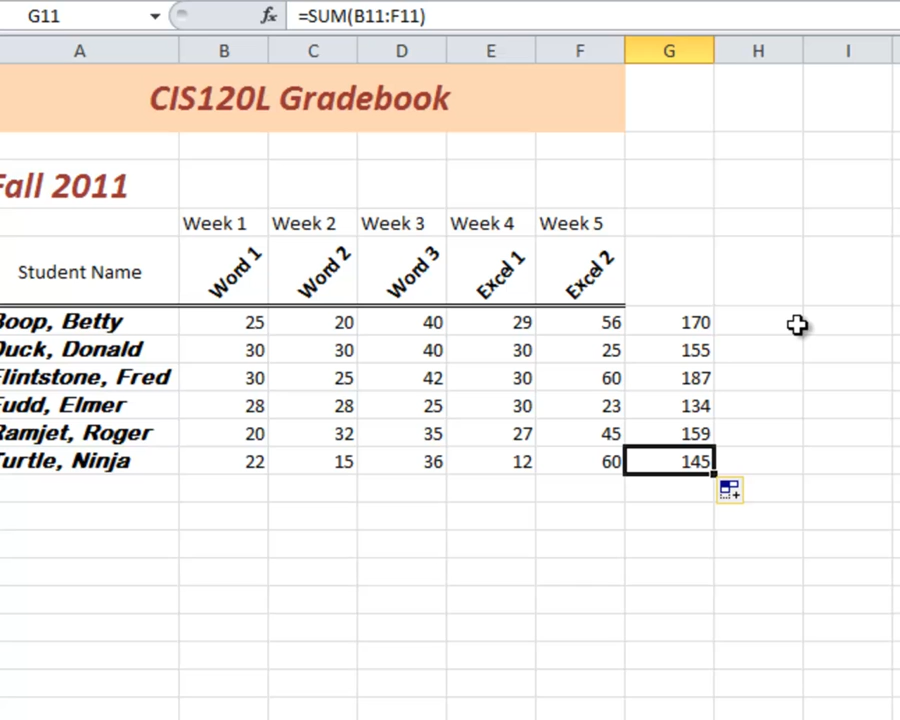 G11 fx =SUM(B11:F11)
A B C D E F G H I
CIS120L Gradebook
Fall 2011
Week 1 Week 2 Week 3 Week 4 Week 5
Student Name Word 1 Word 2 Word 3 Excel 1 Excel 2
Boop, Betty 25 20 40 29 56 170
Duck, Donald 30 30 40 30 25 155
Flintstone, Fred 30 25 42 30 60 187
Fudd, Elmer 28 28 25 30 23 134
Ramjet, Roger 20 32 35 27 45 159
Turtle, Ninja 22 15 36 12 60 145